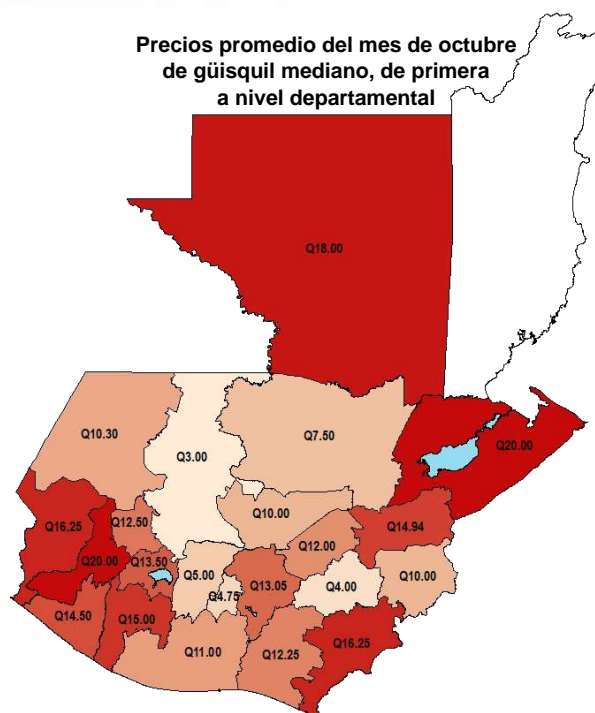 Precios promedio del mes de octubre
de güisquil mediano, de primera
a nivel departamental
Q18.00
Q10.30
Q3.00
Q7.50
Q20.00
Q16.25
Q12.50
Q10.00
Q14.94
Q12.00
Q20.00
Q13.50
Q5.00
Q4.75
Q13.05
Q4.00
Q10.00
Q14.50
Q15.00
Q11.00
Q12.25
Q16.25